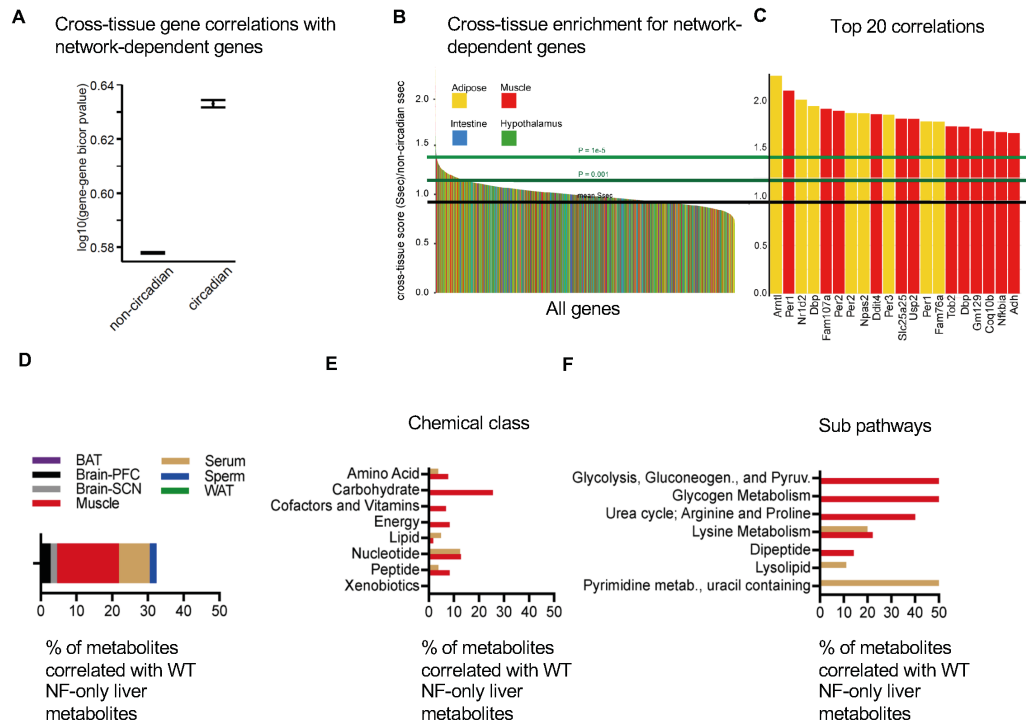 A
Cross-tissue gene correlations with
network-dependent genes
log10(gene-gene bicor pvalue)
0.64
0.62
0.60
0.58
non-circadian
circadian
B
Cross-tissue enrichment for network-
dependent genes
cross-tissue score (Ssec)/non-circadian ssec
2.0
1.5
1.0
0.5
0.0
Adipose
Muscle
Intestine
Hypothalamus
P = 1e-5
P = 0.001
mean Ssec
All genes
C
Top 20 correlations
2.0
1.5
1.0
0.5
0.0
Arntl
Per1
Nr1d2
Dbp
Fam107a
Per2
Per2
Npas2
Ddit4
Per3
Slc25a25
Usp2
Per1
Fam76a
Tob2
Dbp
Gm129
Coq10b
Nfkbia
Adh
D
BAT
Brain-PFC
Brain-SCN
Muscle
Serum
Sperm
WAT
0 10 20 30 40 50
% of metabolites
correlated with WT
NF-only liver
metabolites
E
Chemical class
Amino Acid
Carbohydrate
Cofactors and Vitamins
Energy
Lipid
Nucleotide
Peptide
Xenobiotics
0 10 20 30 40 50
% of metabolites
correlated with WT
NF-only liver
metabolites
F
Sub pathways
Glycolysis, Gluconeogen., and Pyruv.
Glycogen Metabolism
Urea cycle; Arginine and Proline
Lysine Metabolism
Dipeptide
Lysolipid
Pyrimidine metab., uracil containing
0 10 20 30 40 50
% of metabolites
correlated with WT
NF-only liver
metabolites